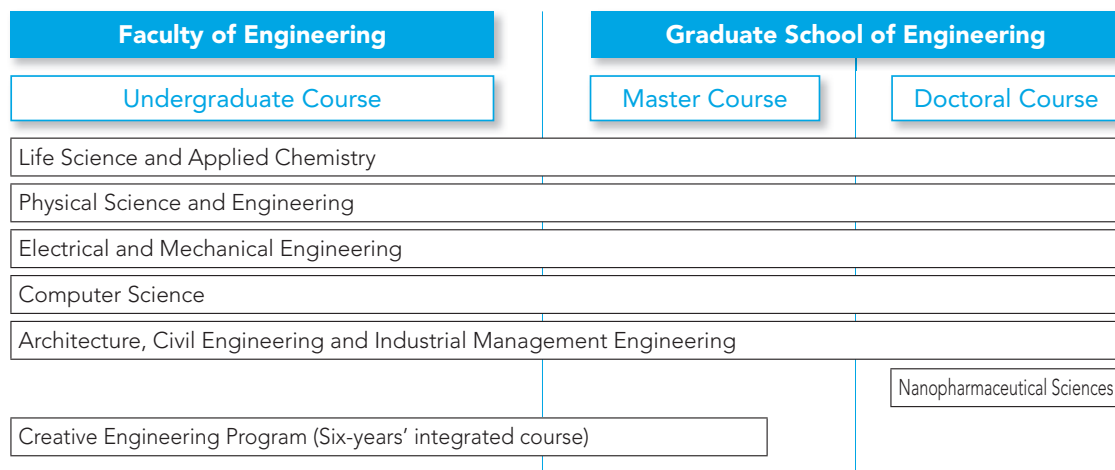 Faculty of Engineering
Graduate School of Engineering
Undergraduate Course
Master Course
Doctoral Course
Life Science and Applied Chemistry
Physical Science and Engineering
Electrical and Mechanical Engineering
Computer Science
Architecture, Civil Engineering and Industrial Management Engineering
Nanopharmaceutical Sciences
Creative Engineering Program (Six-years’ integrated course)